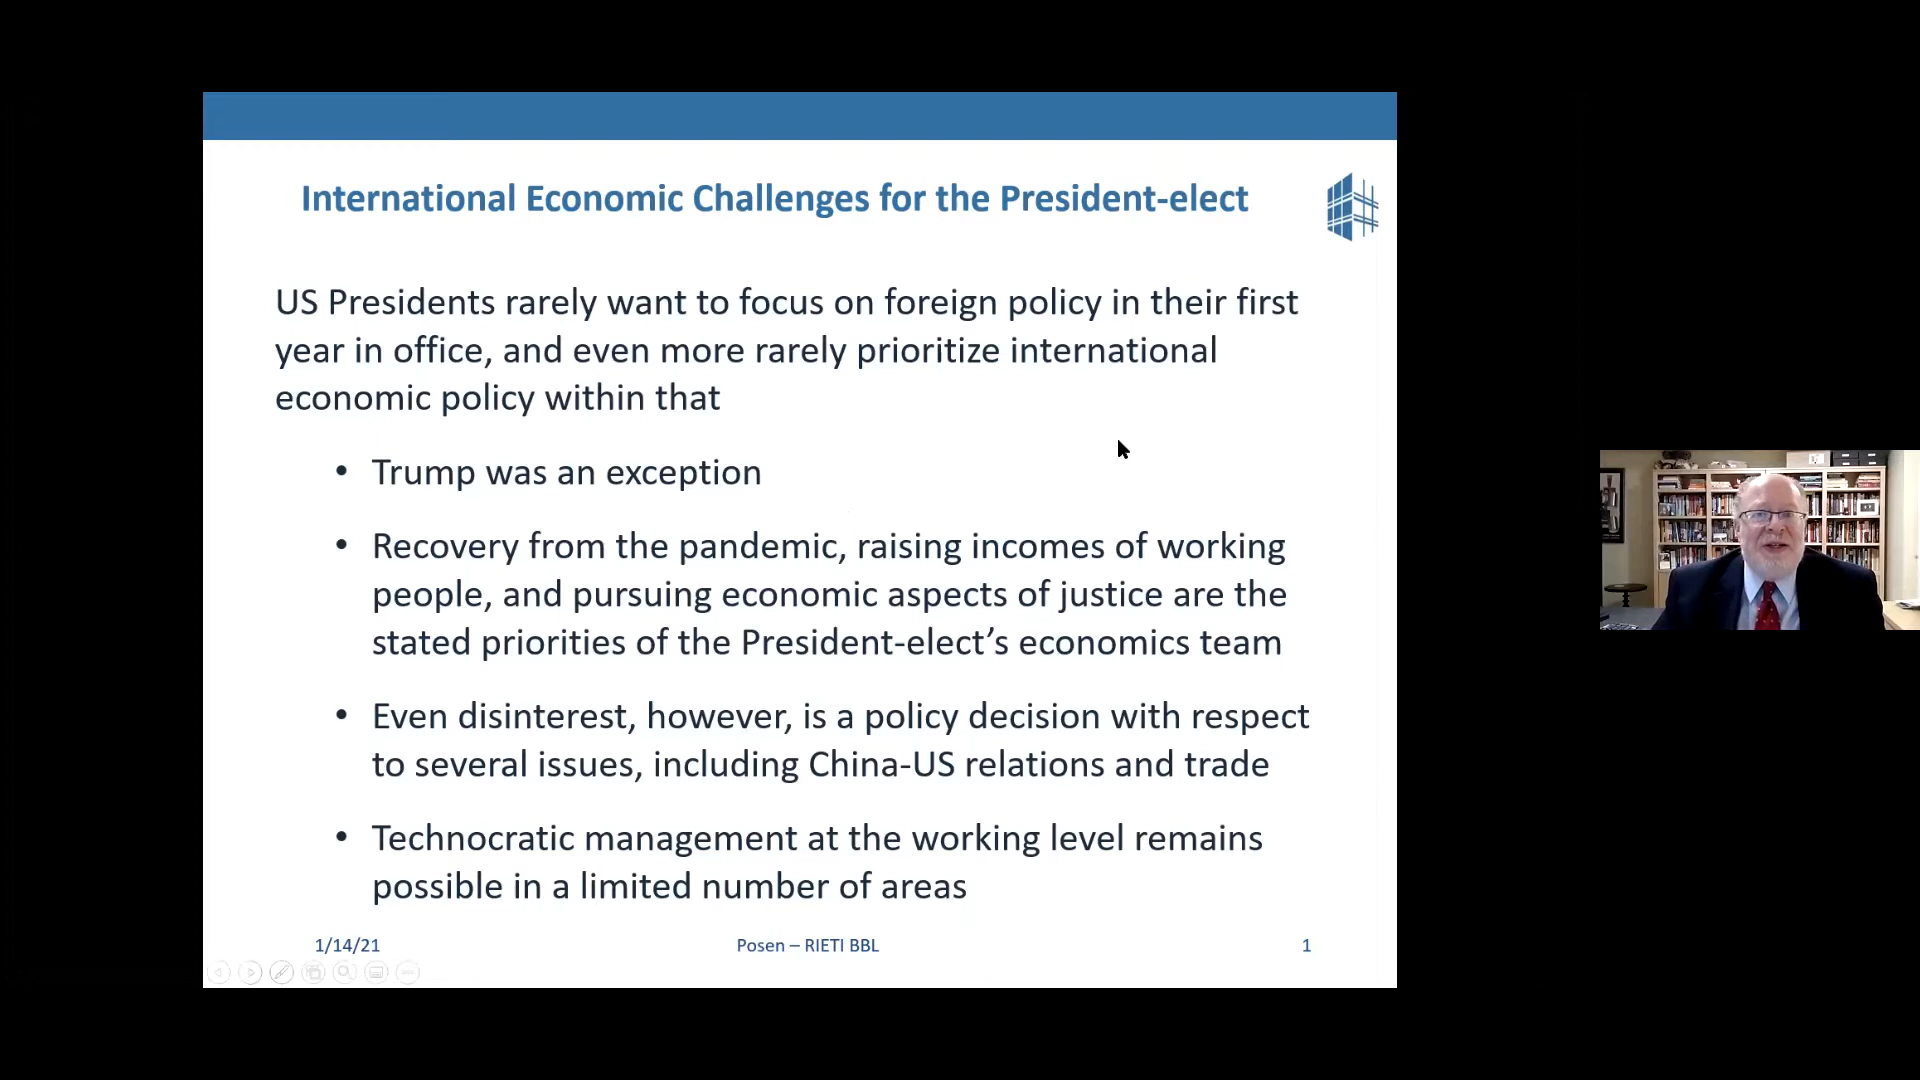 International Economic Challenges for the President-elect
US Presidents rarely want to focus on foreign policy in their first
year in office, and even more rarely prioritize international
economic policy within that
• Trump was an exception
• Recovery from the pandemic, raising incomes of working
people, and pursuing economic aspects of justice are the
stated priorities of the President-elect’s economics team
• Even disinterest, however, is a policy decision with respect
to several issues, including China-US relations and trade
• Technocratic management at the working level remains
possible in a limited number of areas
1/14/21
Posen – RIETI BBL
1